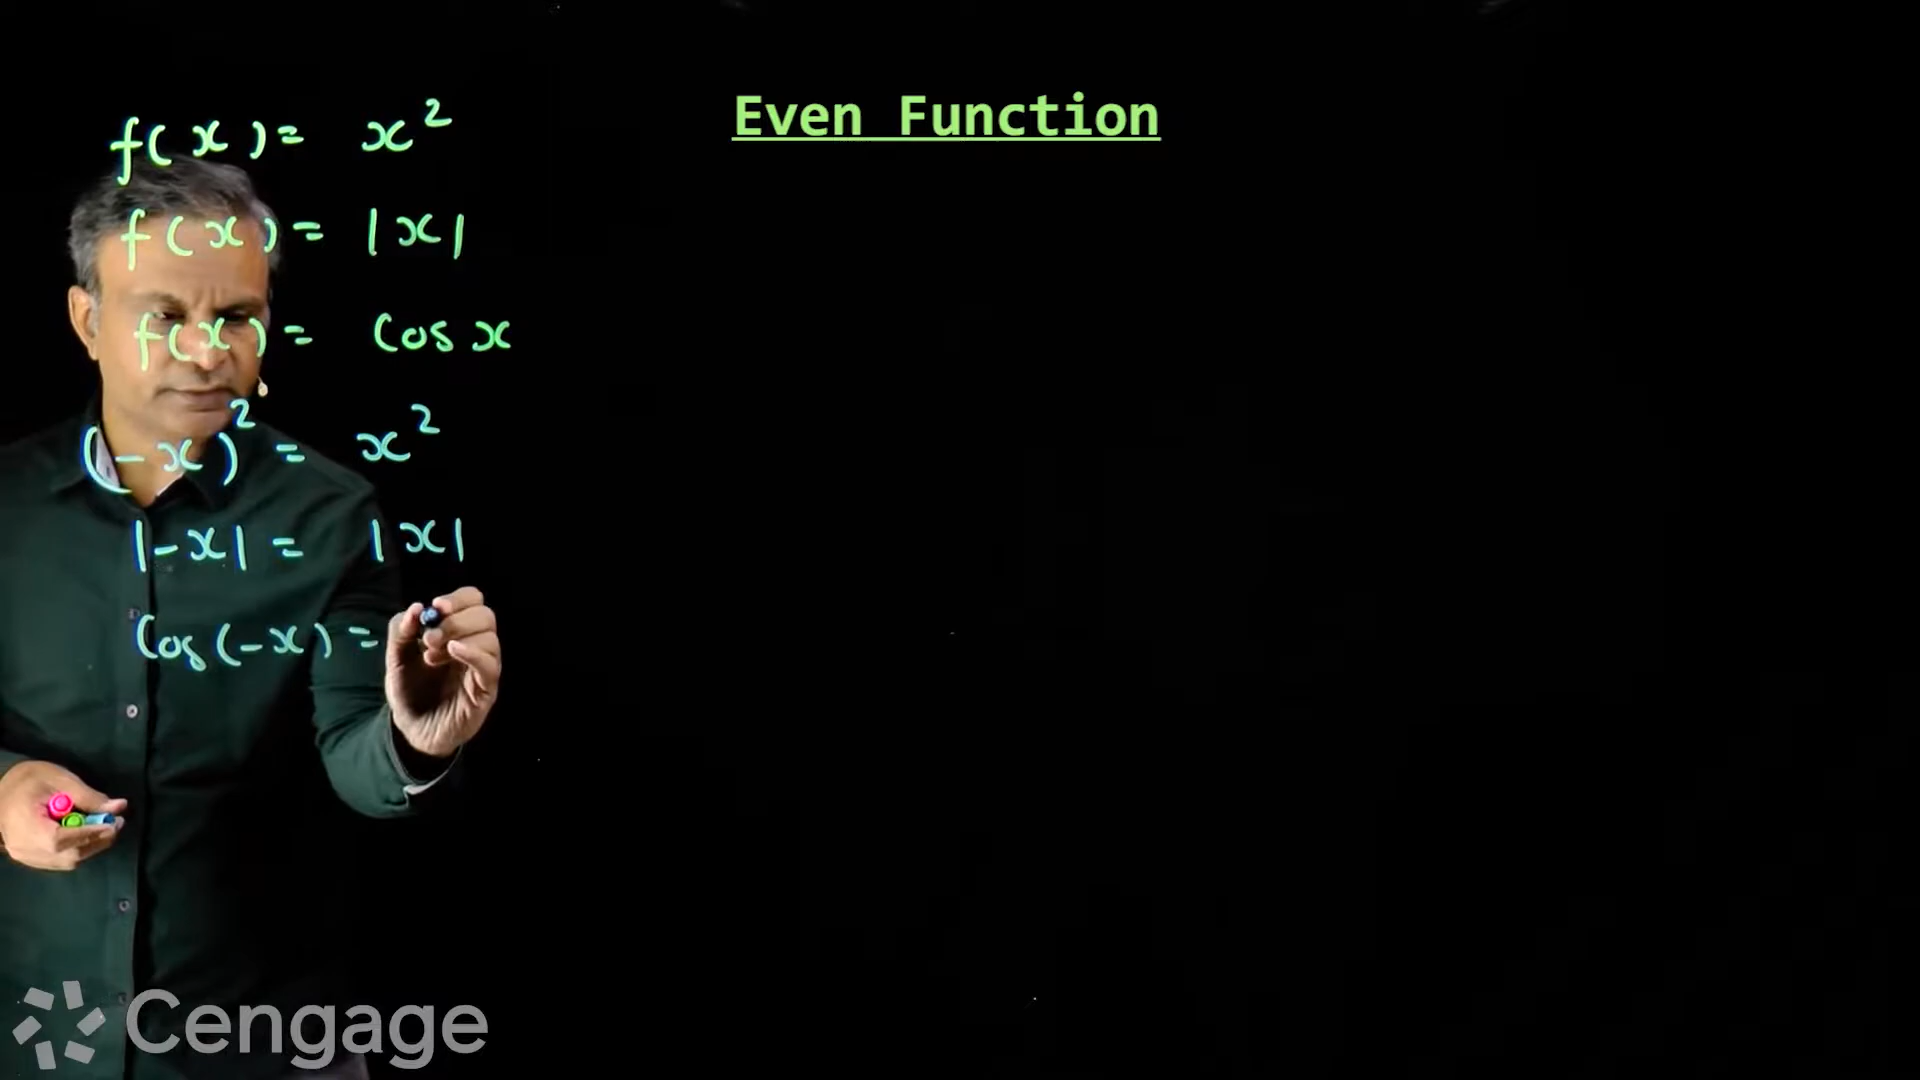 Even Function
f(x) = x²
f(x) = |x|
f(x) = Cos x
(-x)² = x²
|-x| = |x|
Cos(-x) =
Cengage